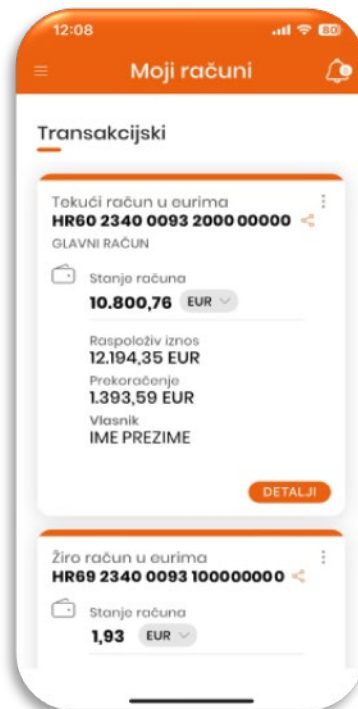 12:08 80
Moji računi 0
Transakcijski
Tekući račun u eurima
HR60 2340 0093 2000 00000
GLAVNI RAČUN
Stanje računa
10.800,76 EUR
Raspoloživ iznos
12.194,35 EUR
Prekoračenje
1.393,59 EUR
Vlasnik
IME PREZIME
DETALJI
Žiro račun u eurima
HR69 2340 0093 100000000
Stanje računa
1,93 EUR